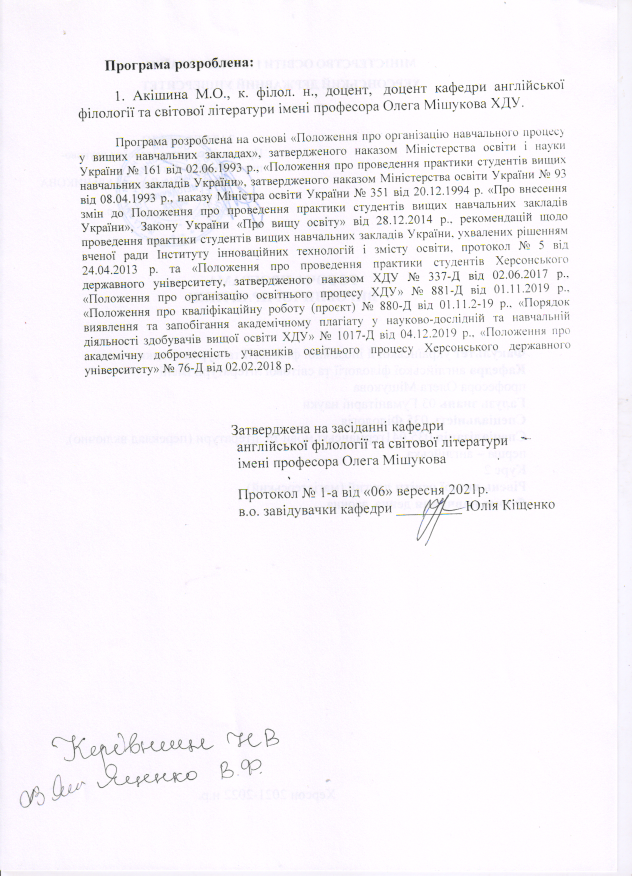 Програма розроблена:
1. Акішина М.О., к. філол. н., доцент, доцент кафедри англійської
філології та світової літератури імені професора Олега Мішукова ХДУ.
Програма розроблена на основі «Положення про організацію навчального процесу
у вищих навчальних закладах», затвердженого наказом Міністерства освіти і науки
України № 161 від 02.06.1993 р., «Положення про проведення практики студентів вищих
навчальних закладів України», затвердженого наказом Міністерства освіти України № 93
від 08.04.1993 р., наказу Міністра освіти України № 351 від 20.12.1994 р. «Про внесення
змін до Положення про проведення практики студентів вищих навчальних закладів
України», Закону України «Про вищу освіту» від 28.12.2014 р., рекомендацій щодо
проведення практики студентів вищих навчальних закладів України, ухвалених рішенням
вченої ради Інституту інноваційних технологій і змісту освіти, протокол № 5 від
24.04.2013 р. та «Положення про проведення практики студентів Херсонського
державного університету, затвердженого наказом ХДУ № 337-Д від 02.06.2017 р.,
«Положення про організацію освітнього процесу ХДУ» № 881-Д від 01.11.2019 р.,
«Положення про кваліфікаційну роботу (проєкт) № 880-Д від 01.11.2-19 р., «Порядок
виявлення та запобігання академічному плагіату у науково-дослідній та навчальній
діяльності здобувачів вищої освіти ХДУ» № 1017-Д від 04.12.2019 р., «Положення про
академічну доброчесність учасників освітнього процесу Херсонського державного
університету» № 76-Д від 02.02.2018 р.
Затверджена на засіданні кафедри
англійської філології та світової літератури
імені професора Олега Мішукова
Протокол № 1-а від «06» вересня 2021р.
в.о. завідувачки кафедри Юлія Кіщенко
Керівник НВ
Яценко В.Ф.